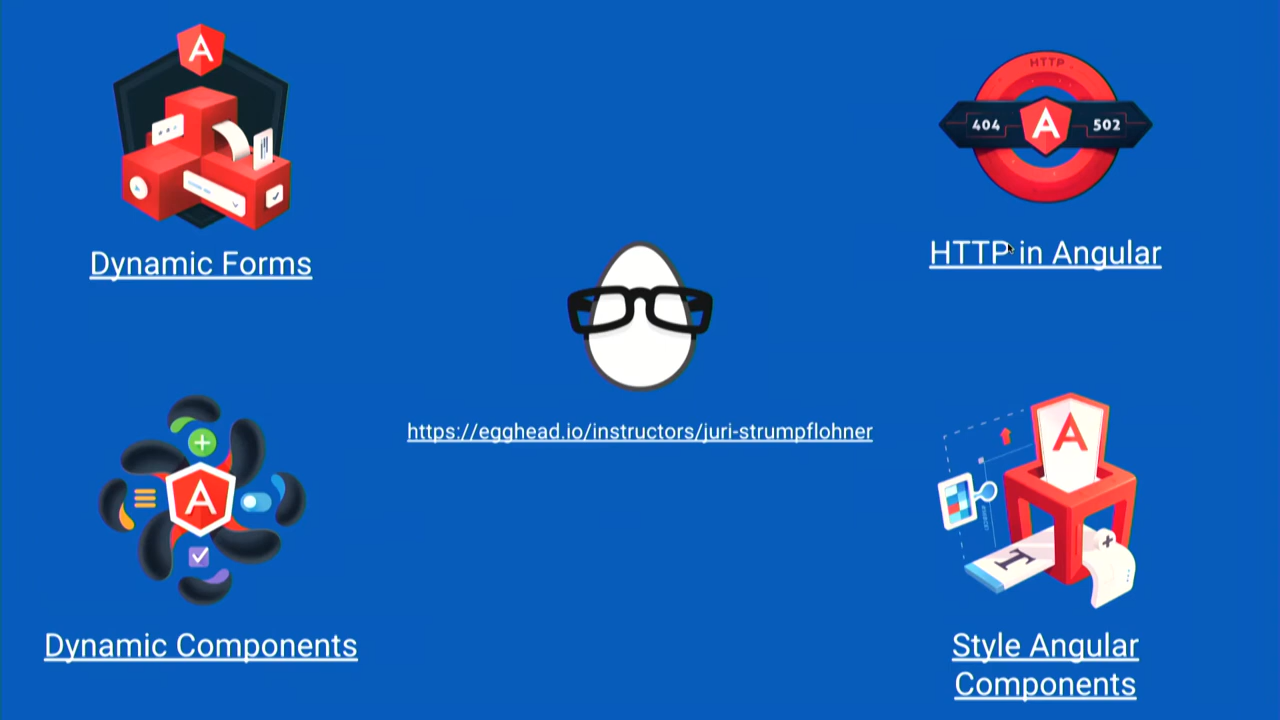 Dynamic Forms
HTTP
404
502
HTTP in Angular
https://egghead.io/instructors/juri-strumpflohner
Dynamic Components
Style Angular
Components